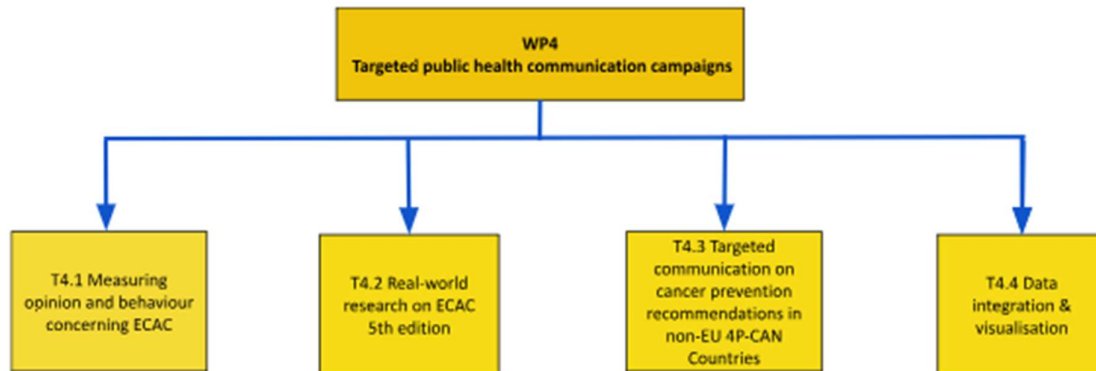 WP4
Targeted public health communication campaigns
T4.1 Measuring
opinion and behaviour
concerning ECAC
T4.2 Real-world
research on ECAC
5th edition
T4.3 Targeted
communication on
cancer prevention
recommendations in
non-EU 4P-CAN
Countries
T4.4 Data
integration &
visualisation